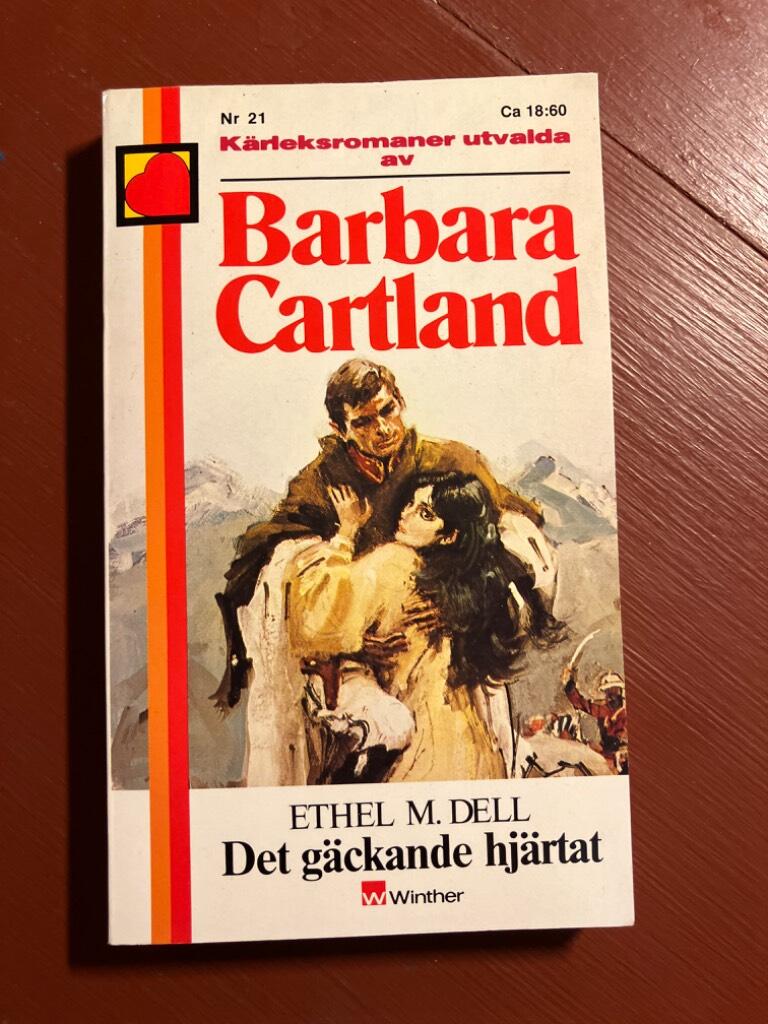 Nr 21 Ca 18:60
Kärleksromaner utvalda
av
Barbara
Cartland
ETHEL M. DELL
Det gäckande hjärtat
W Winther